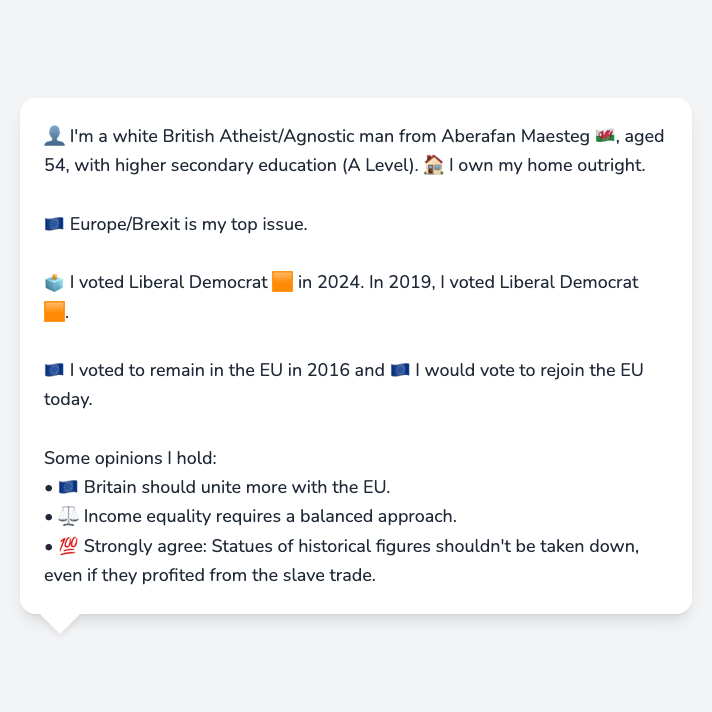 👤 I'm a white British Atheist/Agnostic man from Aberafan Maesteg 🏴󠁧󠁢󠁷󠁬󠁳󠁿, aged
54, with higher secondary education (A Level). 🏠 I own my home outright.
🇪🇺 Europe/Brexit is my top issue.
🗳️ I voted Liberal Democrat 🟧 in 2024. In 2019, I voted Liberal Democrat
🟧.
🇪🇺 I voted to remain in the EU in 2016 and 🇪🇺 I would vote to rejoin the EU
today.
Some opinions I hold:
• 🇪🇺 Britain should unite more with the EU.
• ⚖️ Income equality requires a balanced approach.
• 💯 Strongly agree: Statues of historical figures shouldn't be taken down,
even if they profited from the slave trade.